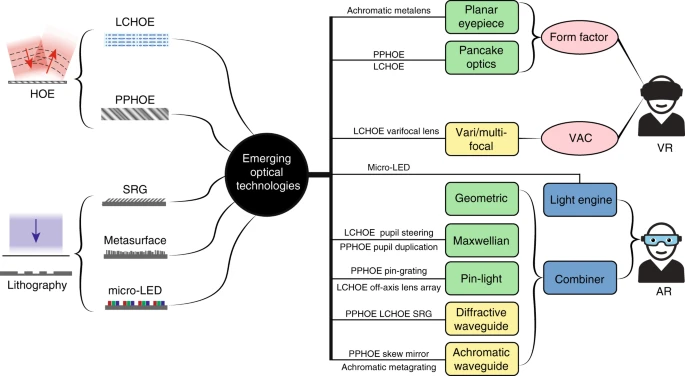 LCHOE
HOE
PPHOE
SRG
Metasurface
Lithography
micro-LED
Emerging
optical
technologies
Achromatic metalens
Planar
eyepiece
PPHOE
LCHOE
Pancake
optics
Form factor
LCHOE varifocal lens
Vari/multi-
focal
VAC
VR
Micro-LED
Geometric
Light engine
LCHOE pupil steering
PPHOE pupil duplication
Maxwellian
PPHOE pin-grating
LCHOE off-axis lens array
Pin-light
Combiner
AR
PPHOE LCHOE SRG
Diffractive
waveguide
PPHOE skew mirror
Achromatic metagrating
Achromatic
waveguide